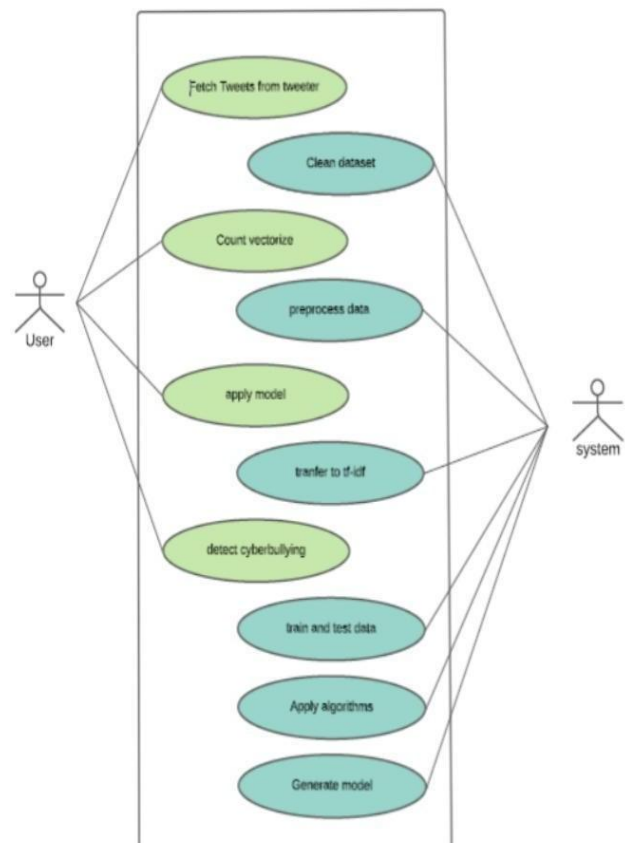 Fetch Tweets from tweeter
Clean dataset
Count vectorize
preprocess data
User
apply model
system
tranfer to tf-idf
detect cyberbullying
train and test data
Apply algorithms
Generate model